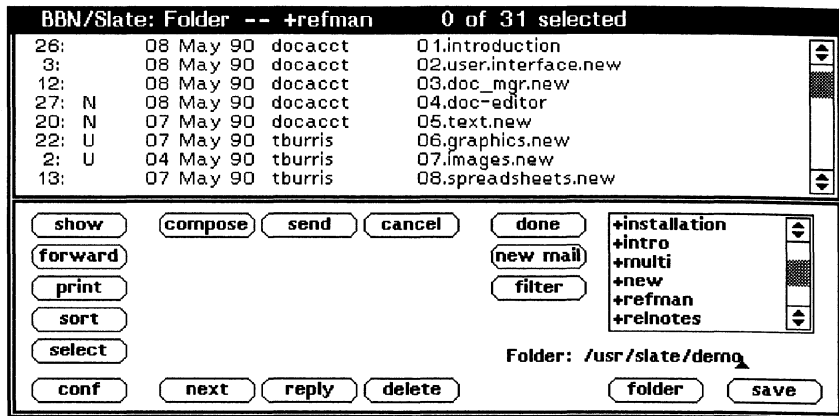 BBN/Slate: Folder -- +refman 0 of 31 selected
26: 08 May 90 docacct 01.introduction
3: 08 May 90 docacct 02.user.interface.new
12: 08 May 90 docacct 03.doc_mgr.new
27: N 08 May 90 docacct 04.doc-editor
20: N 07 May 90 docacct 05.text.new
22: U 07 May 90 tburris 06.graphics.new
2: U 04 May 90 tburris 07.images.new
13: 07 May 90 tburris 08.spreadsheets.new
show compose send cancel done
forward new mail
print filter
sort
select
+installation
+intro
+multi
+new
+refman
+relnotes
Folder: /usr/slate/demo
conf next reply delete folder save